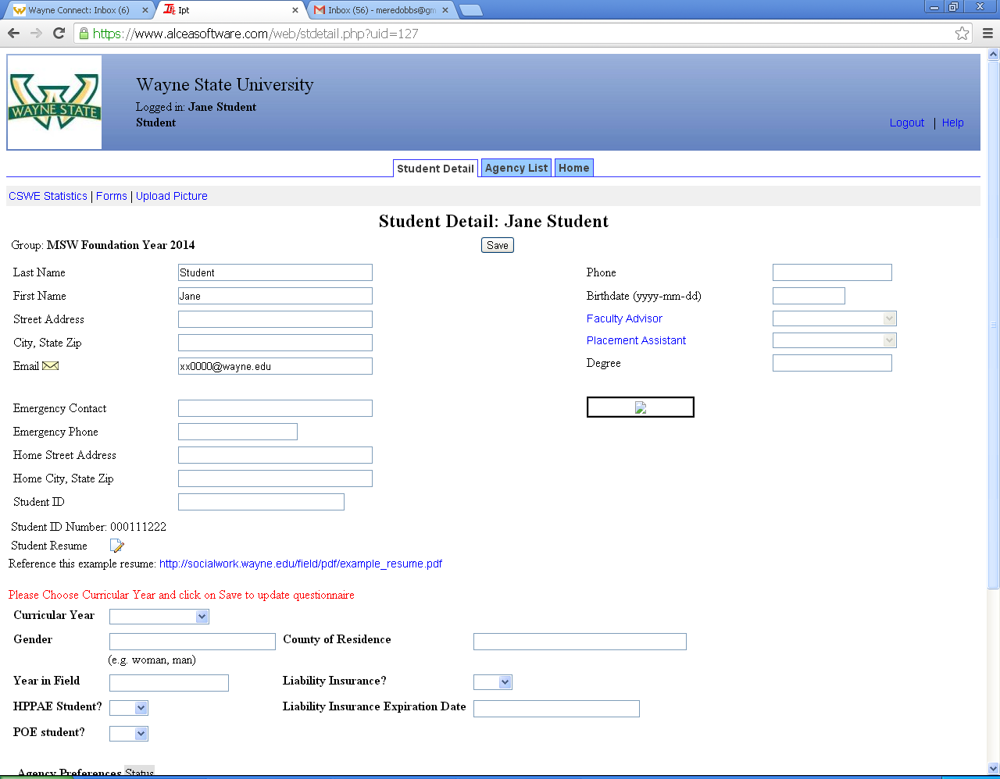 Wayne Connect: Inbox (6)
Ipt
Inbox (56) - meredobbs@gm
https://www.alceasoftware.com/web/stdetail.php?uid=127
WAYNE STATE
Wayne State University
Logged in: Jane Student
Student
Logout | Help
Student Detail
Agency List
Home
CSWE Statistics | Forms | Upload Picture
Student Detail: Jane Student
Group: MSW Foundation Year 2014
Save
Last Name Student Phone
First Name Jane Birthdate (yyyy-mm-dd)
Street Address Faculty Advisor
City, State Zip Placement Assistant
Email xx0000@wayne.edu Degree
Emergency Contact
Emergency Phone
Home Street Address
Home City, State Zip
Student ID
Student ID Number: 000111222
Student Resume
Reference this example resume: http://socialwork.wayne.edu/field/pdf/example_resume.pdf
Please Choose Curricular Year and click on Save to update questionnaire
Curricular Year
Gender County of Residence
(e.g. woman, man)
Year in Field Liability Insurance?
HPPAE Student? Liability Insurance Expiration Date
POE student?
Agency Preferences Status